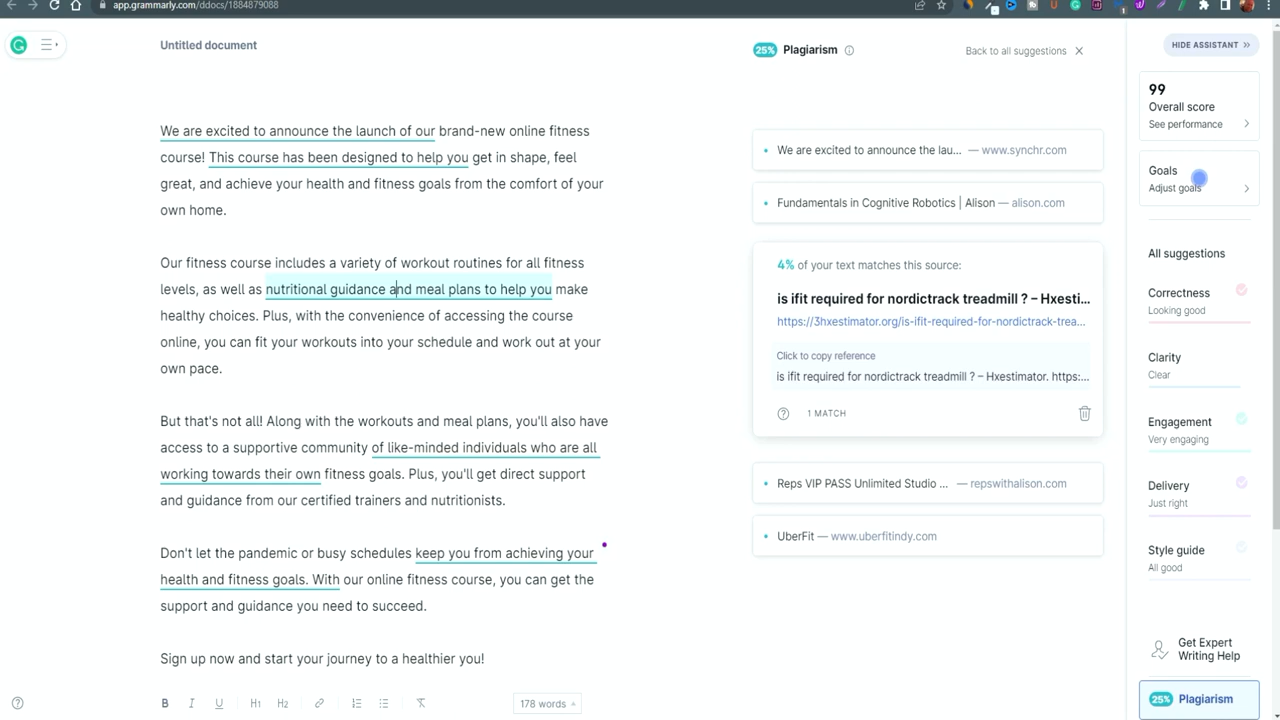 app.grammarly.com/ddocs/1884879088
Untitled document
We are excited to announce the launch of our brand-new online fitness
course! This course has been designed to help you get in shape, feel
great, and achieve your health and fitness goals from the comfort of your
own home.
Our fitness course includes a variety of workout routines for all fitness
levels, as well as nutritional guidance and meal plans to help you make
healthy choices. Plus, with the convenience of accessing the course
online, you can fit your workouts into your schedule and work out at your
own pace.
But that's not all! Along with the workouts and meal plans, you'll also have
access to a supportive community of like-minded individuals who are all
working towards their own fitness goals. Plus, you'll get direct support
and guidance from our certified trainers and nutritionists.
Don't let the pandemic or busy schedules keep you from achieving your
health and fitness goals. With our online fitness course, you can get the
support and guidance you need to succeed.
Sign up now and start your journey to a healthier you!
B I U H1 H2
178 words
25% Plagiarism
Back to all suggestions
We are excited to announce the lau... — www.synchr.com
Fundamentals in Cognitive Robotics | Alison — alison.com
4% of your text matches this source:
is ifit required for nordictrack treadmill ? – Hxesti...
https://3hxestimator.org/is-ifit-required-for-nordictrack-trea...
Click to copy reference
is ifit required for nordictrack treadmill ? – Hxestimator. https:...
1 MATCH
Reps VIP PASS Unlimited Studio ... — repswithalison.com
UberFit — www.uberfitindy.com
HIDE ASSISTANT
99
Overall score
See performance
Goals
Adjust goals
All suggestions
Correctness
Looking good
Clarity
Clear
Engagement
Very engaging
Delivery
Just right
Style guide
All good
Get Expert
Writing Help
25% Plagiarism